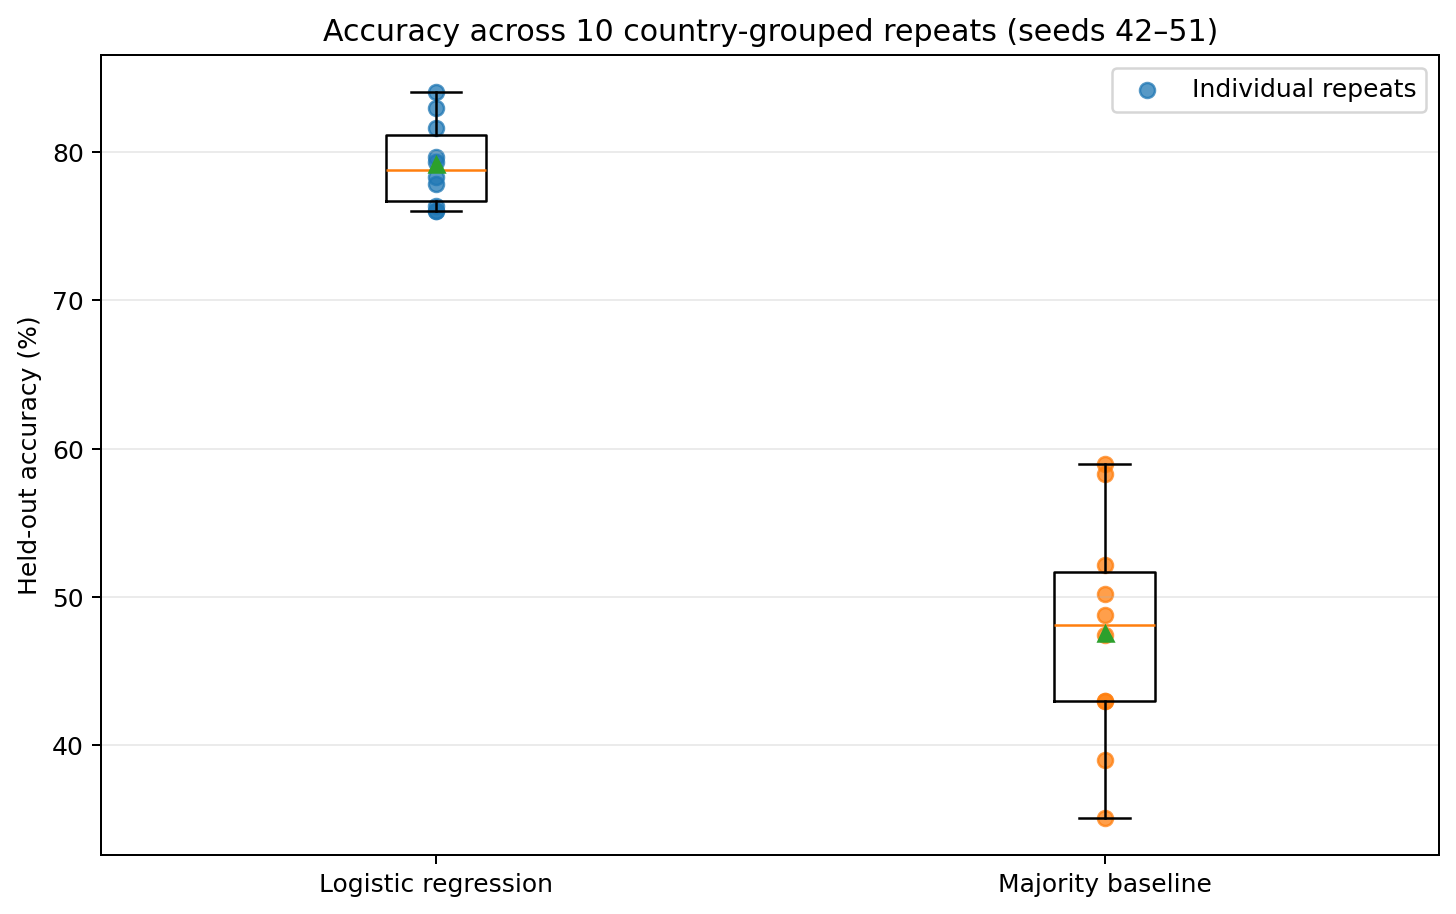 Accuracy across 10 country-grouped repeats (seeds 42–51)
Individual repeats
Held-out accuracy (%)
80
70
60
50
40
Logistic regression
Majority baseline